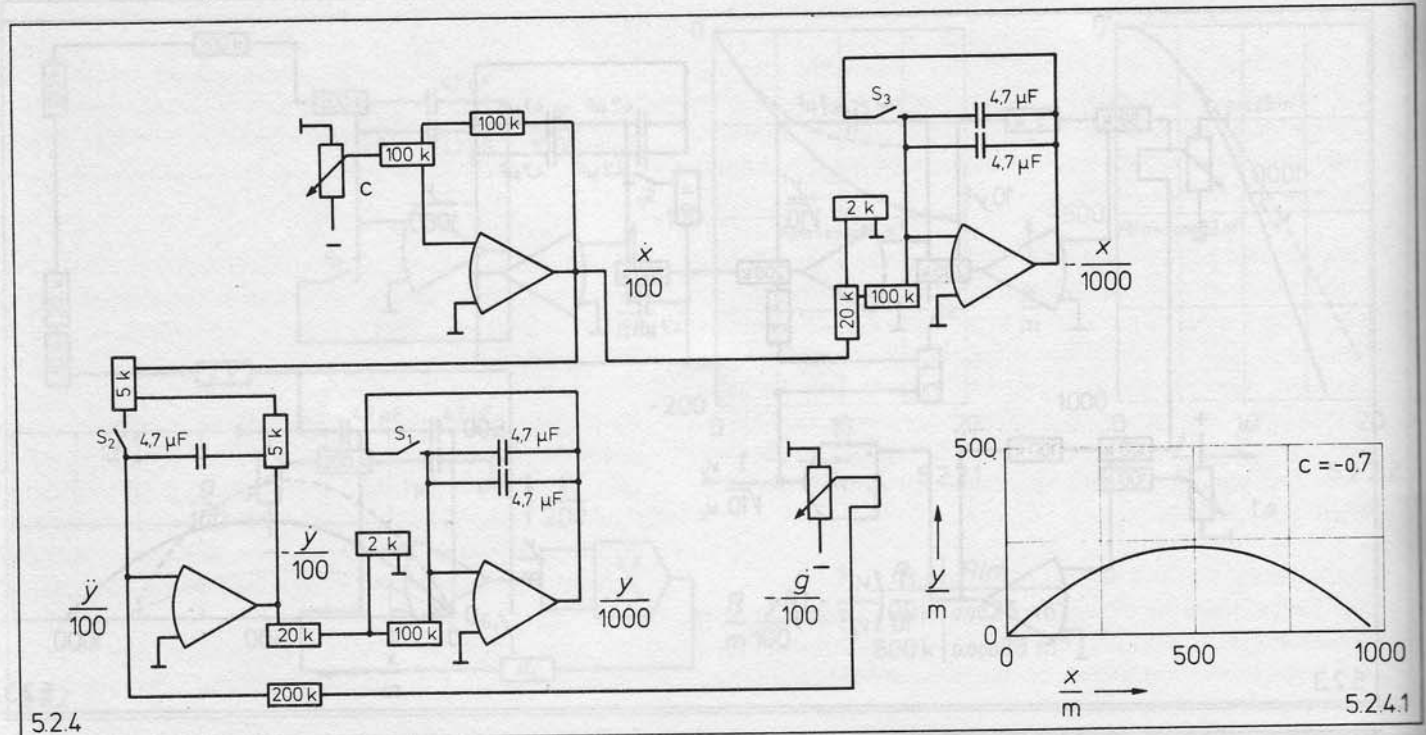 S₃
4,7 µF
4,7 µF
100 k
100 k
C
−
2 k
20 k
100 k
ẋ/100
−x/1000
5 k
5 k
S₂
4,7 µF
S₁
4,7 µF
4,7 µF
−ẏ/100
2 k
ÿ/100
20 k
100 k
y/1000
200 k
−
−g/100
500
c = −0.7
y/m
0
0
500
1000
x/m
5.2.4
5.2.4.1